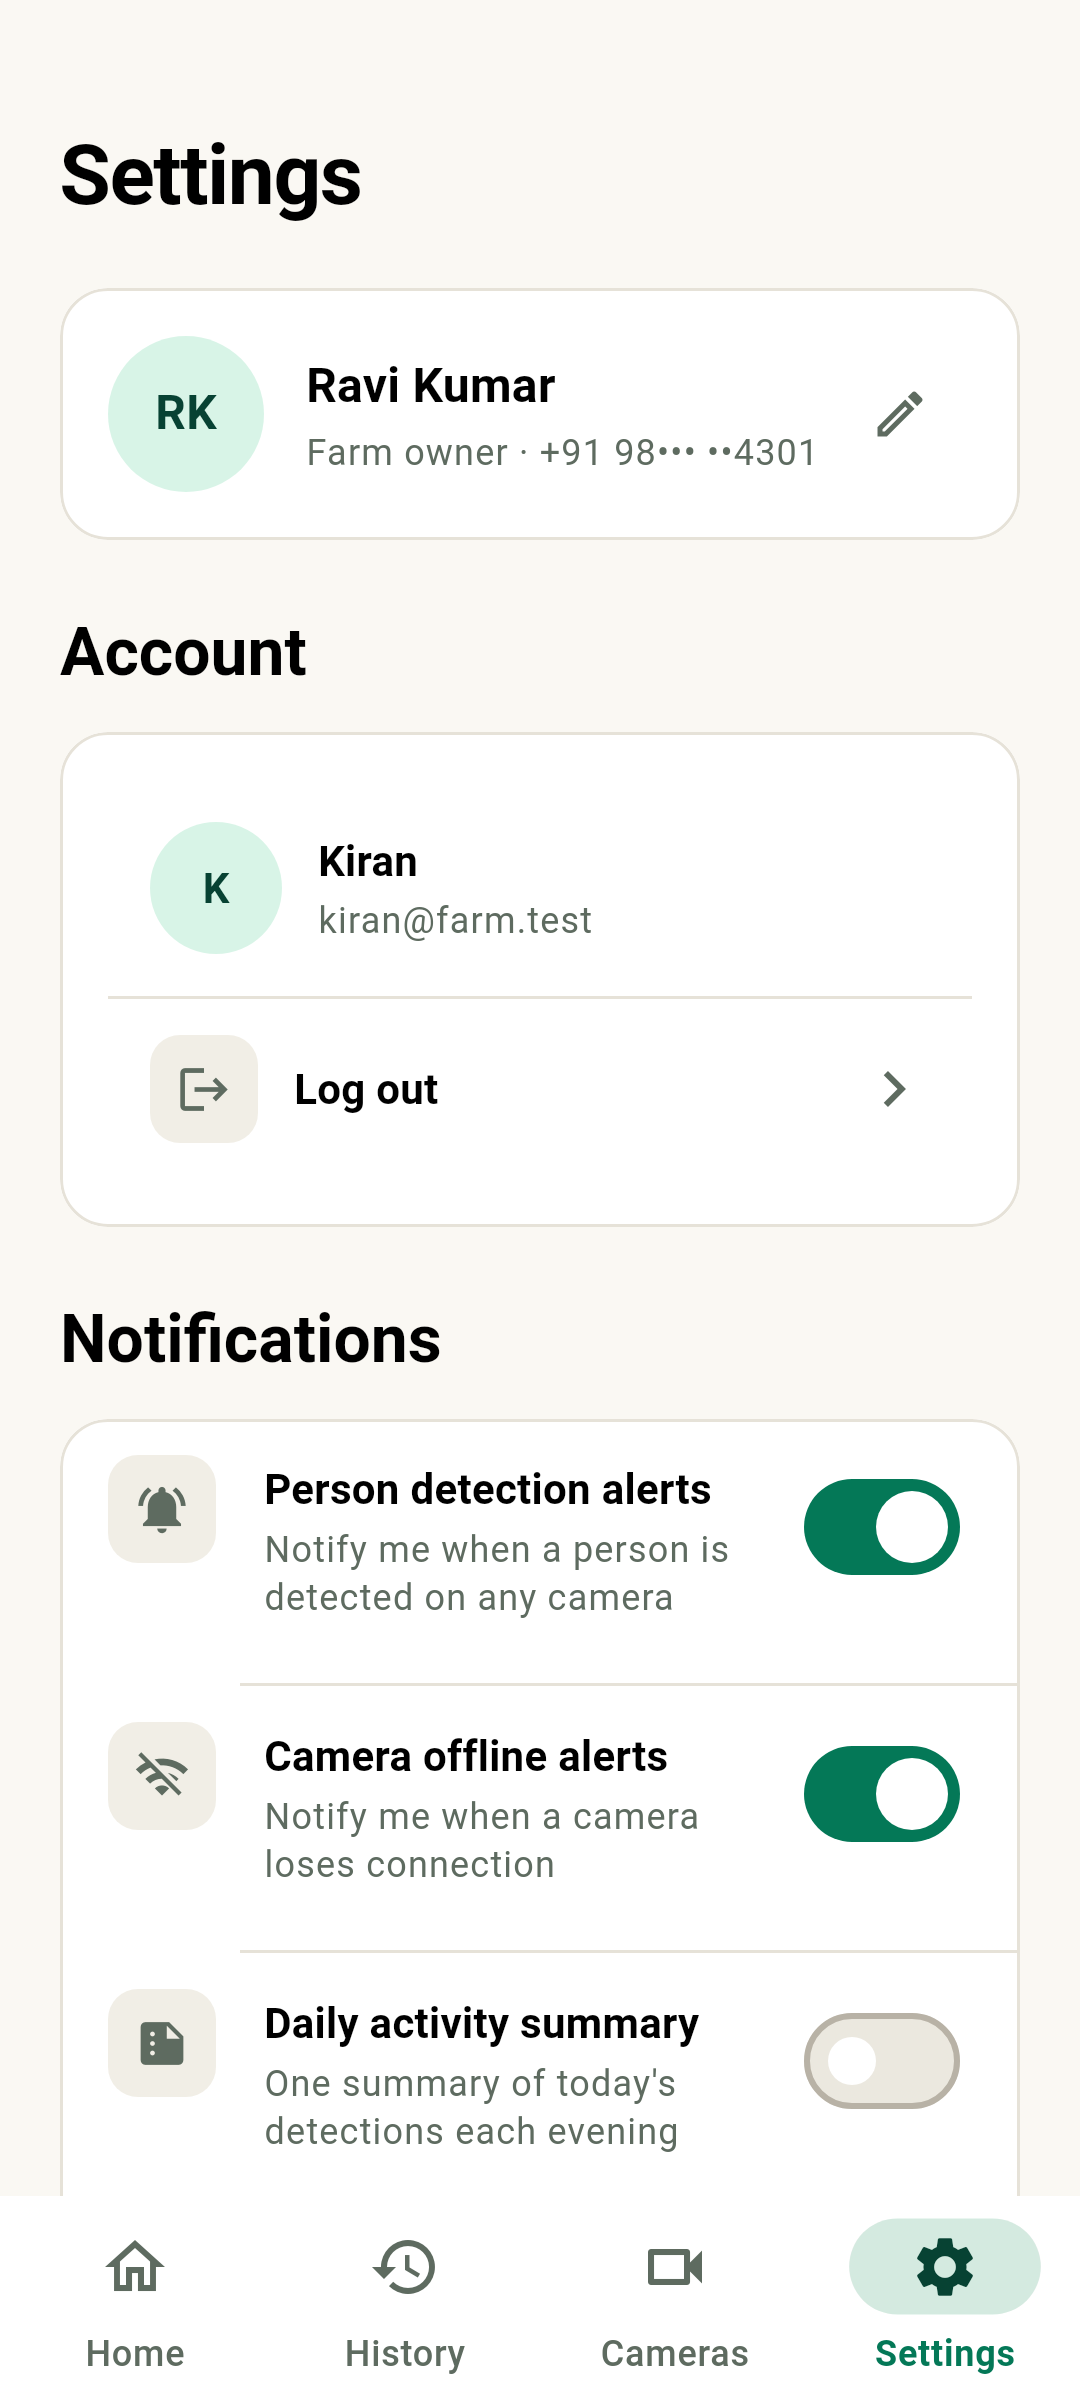 Settings
RK
Ravi Kumar
Farm owner · +91 98••• ••4301
Account
K
Kiran
kiran@farm.test
Log out
Notifications
Person detection alerts
Notify me when a person is
detected on any camera
Camera offline alerts
Notify me when a camera
loses connection
Daily activity summary
One summary of today's
detections each evening
Home
History
Cameras
Settings